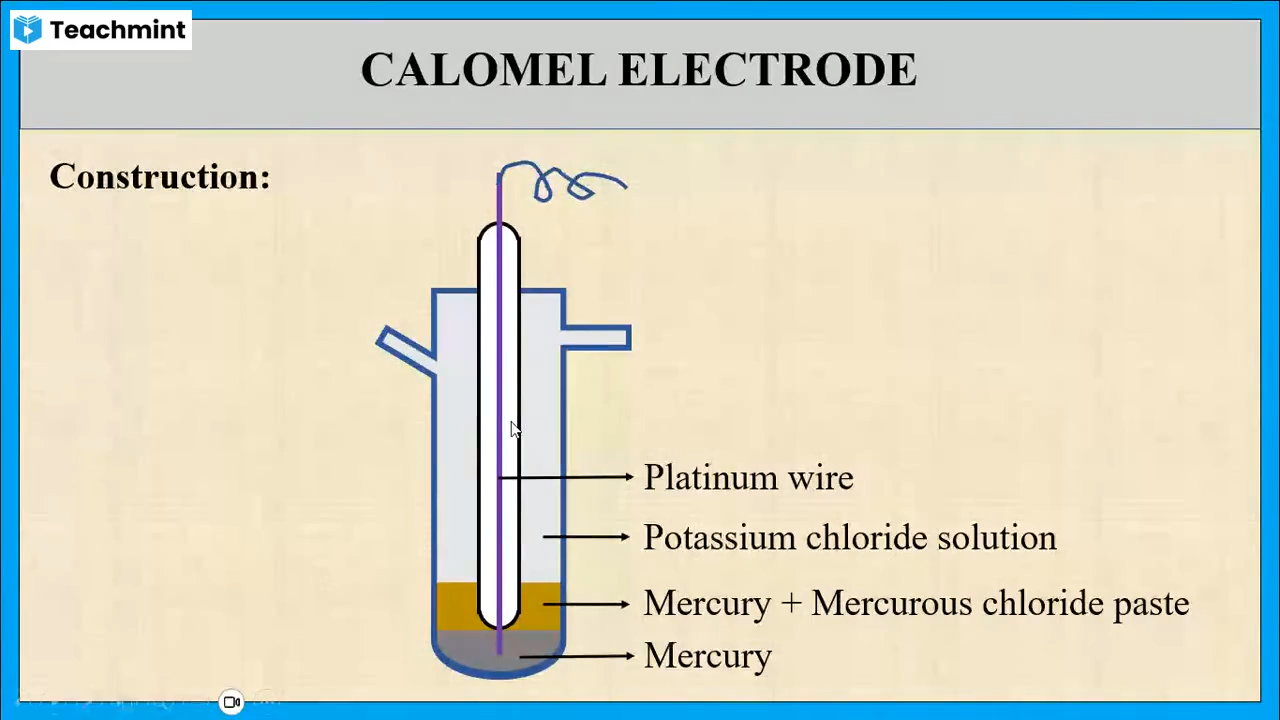 Teachmint
CALOMEL ELECTRODE
Construction:
Platinum wire
Potassium chloride solution
Mercury + Mercurous chloride paste
Mercury